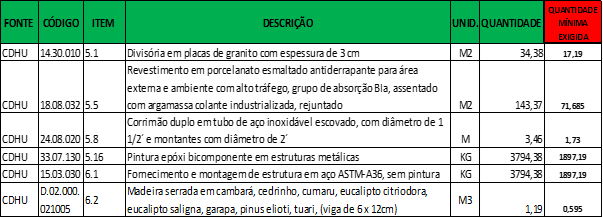 FONTE CÓDIGO ITEM DESCRIÇÃO UNID. QUANTIDADE QUANTIDADE MÍNIMA EXIGIDA
CDHU 14.30.010 5.1 Divisória em placas de granito com espessura de 3 cm M2 34,38 17,19
Revestimento em porcelanato esmaltado antiderrapante para área
externa e ambiente com alto tráfego, grupo de absorção BIa, assentado
CDHU 18.08.032 5.5 com argamassa colante industrializada, rejuntado M2 143,37 71,685
Corrimão duplo em tubo de aço inoxidável escovado, com diâmetro de 1
CDHU 24.08.020 5.8 1/2´ e montantes com diâmetro de 2´ M 3,46 1,73
CDHU 33.07.130 5.16 Pintura epóxi bicomponente em estruturas metálicas KG 3794,38 1897,19
CDHU 15.03.030 6.1 Fornecimento e montagem de estrutura em aço ASTM-A36, sem pintura KG 3794,38 1897,19
D.02.000. Madeira serrada em cambará, cedrinho, cumaru, eucalipto citriodora,
CDHU 021005 6.2 eucalipto saligna, garapa, pinus elioti, tuari, (viga de 6 x 12cm) M3 1,19 0,595